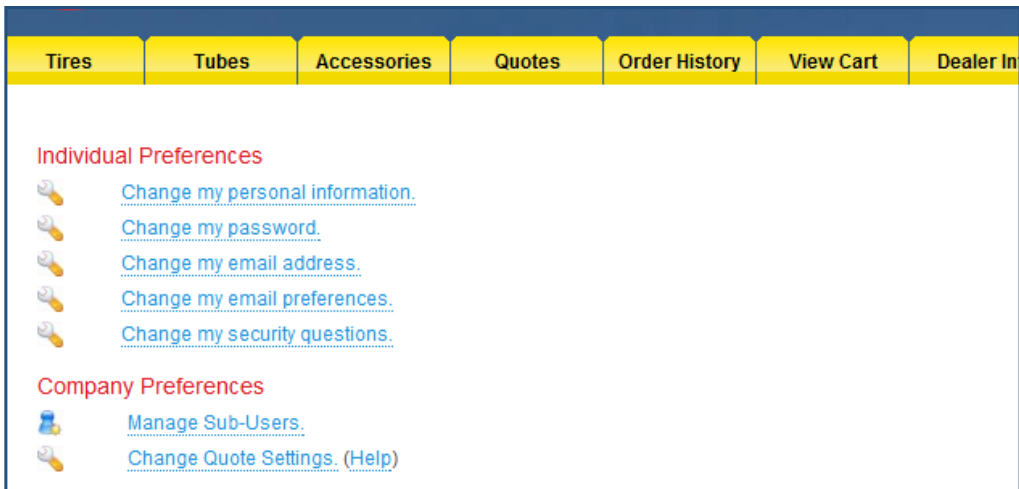 Tires Tubes Accessories Quotes Order History View Cart Dealer
Individual Preferences
Change my personal information.
Change my password.
Change my email address.
Change my email preferences.
Change my security questions.
Company Preferences
Manage Sub-Users.
Change Quote Settings. (Help)